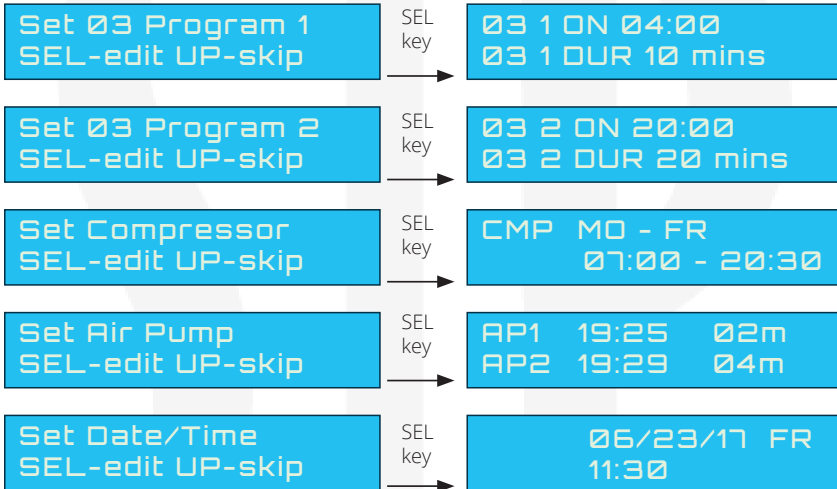 Set 03 Program 1
SEL-edit UP-skip
SEL
key
03 1 ON 04:00
03 1 DUR 10 mins
Set 03 Program 2
SEL-edit UP-skip
SEL
key
03 2 ON 20:00
03 2 DUR 20 mins
Set Compressor
SEL-edit UP-skip
SEL
key
CMP MO - FR
07:00 - 20:30
Set Air Pump
SEL-edit UP-skip
SEL
key
AP1 19:25 02m
AP2 19:29 04m
Set Date/Time
SEL-edit UP-skip
SEL
key
06/23/17 FR
11:30